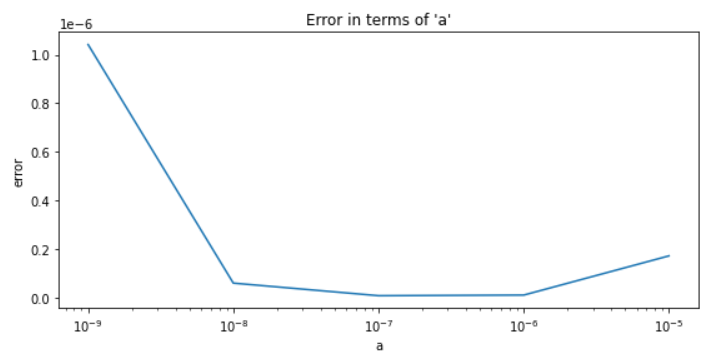 Error in terms of 'a'
1e−6
1.0
0.8
0.6
0.4
0.2
0.0
error
10⁻⁹ 10⁻⁸ 10⁻⁷ 10⁻⁶ 10⁻⁵
a